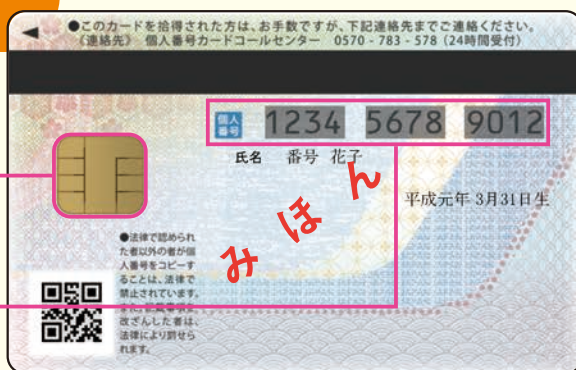 ●このカードを拾得された方は、お手数ですが、下記連絡先までご連絡ください。
《連絡先》 個人番号カードコールセンター 0570-783-578(24時間受付)
個人番号 1234 5678 9012
氏名 番号 花子
平成元年 3月31日生
みほん
●法律で認められ
た者以外の者が個
人番号をコピーす
ることは、法律で
禁止されています。
また、記載事項を
改ざんした者は、
法律により罰せら
れます。